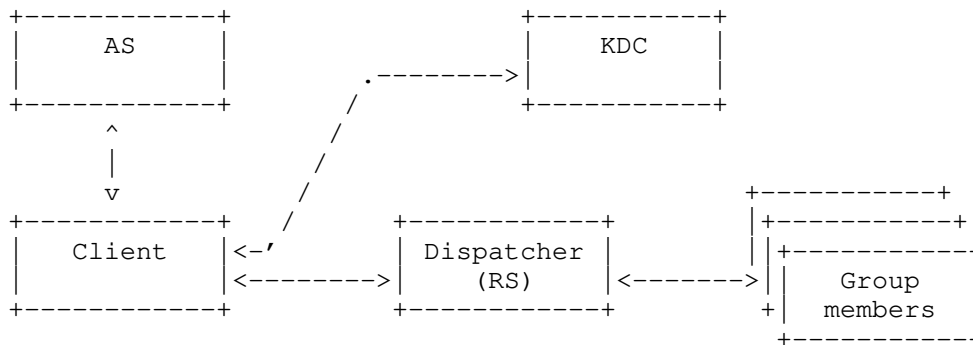 AS KDC
Client Dispatcher
(RS) Group
members